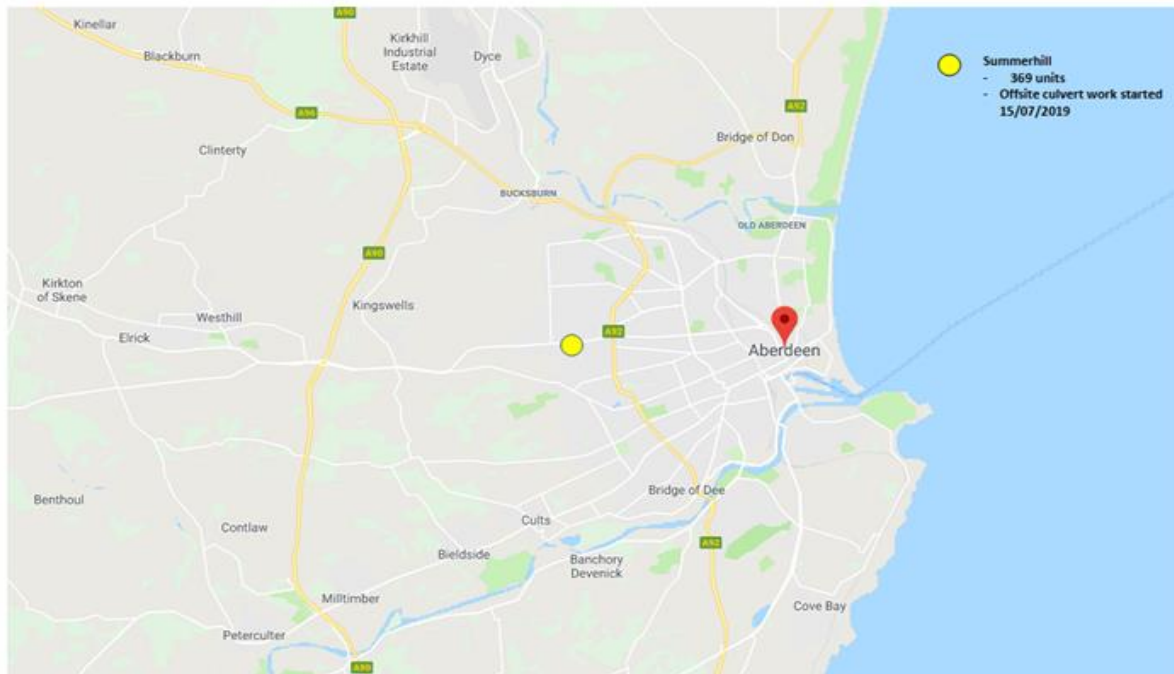 A90
Kinellar
Kirkhill
Industrial
Estate
Dyce
Blackburn
Summerhill
- 369 units
- Offsite culvert work started
15/07/2019
A92
A96
Bridge of Don
Clinterty
BUCKSBURN
OLD ABERDEEN
A90
Kirkton
of Skene
Kingswells
Westhill
Elrick
A92
Aberdeen
Benthoul
Bridge of Dee
Contlaw
Cults
Bieldside
A92
Banchory
Devenick
Milltimber
Cove Bay
Peterculter
A90